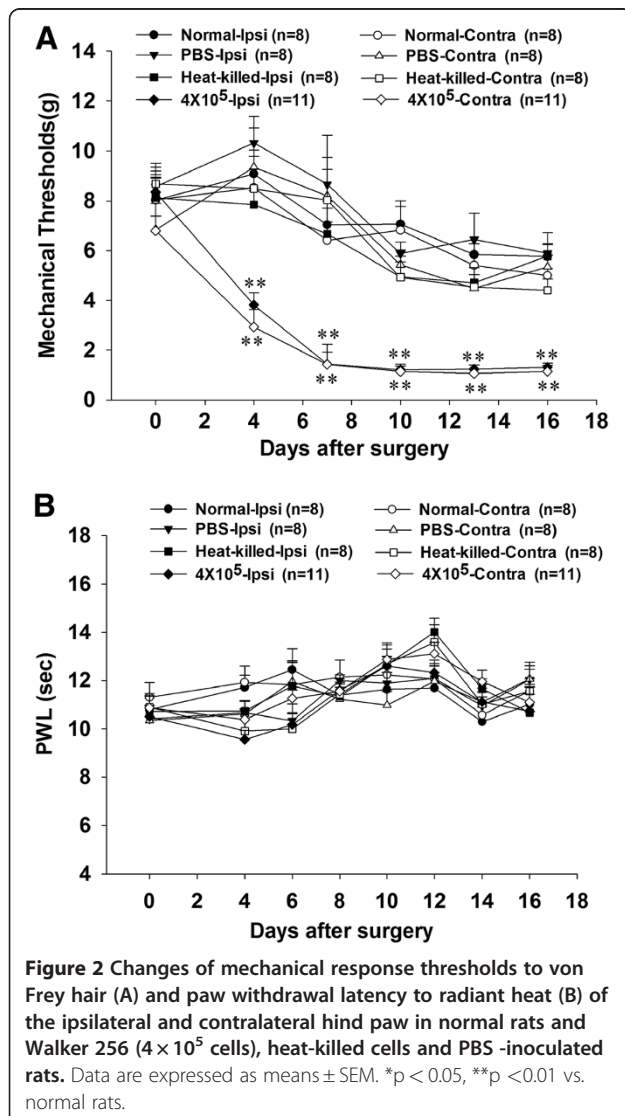 A
Normal-Ipsi (n=8) Normal-Contra (n=8)
PBS-Ipsi (n=8) PBS-Contra (n=8)
Heat-killed-Ipsi (n=8) Heat-killed-Contra (n=8)
4X10⁵-Ipsi (n=11) 4X10⁵-Contra (n=11)
Mechanical Thresholds(g)
14
12
10
8
6
4
2
0
** ** ** ** **
** ** ** ** **
0 2 4 6 8 10 12 14 16 18
Days after surgery
B
Normal-Ipsi (n=8) Normal-Contra (n=8)
PBS-Ipsi (n=8) PBS-Contra (n=8)
Heat-killed-Ipsi (n=8) Heat-killed-Contra (n=8)
4X10⁵-Ipsi (n=11) 4X10⁵-Contra (n=11)
PWL (sec)
18
16
14
12
10
8
6
4
0 2 4 6 8 10 12 14 16 18
Days after surgery
Figure 2 Changes of mechanical response thresholds to von
Frey hair (A) and paw withdrawal latency to radiant heat (B) of
the ipsilateral and contralateral hind paw in normal rats and
Walker 256 (4 × 10⁵ cells), heat-killed cells and PBS -inoculated
rats. Data are expressed as means ± SEM. *p < 0.05, **p <0.01 vs.
normal rats.